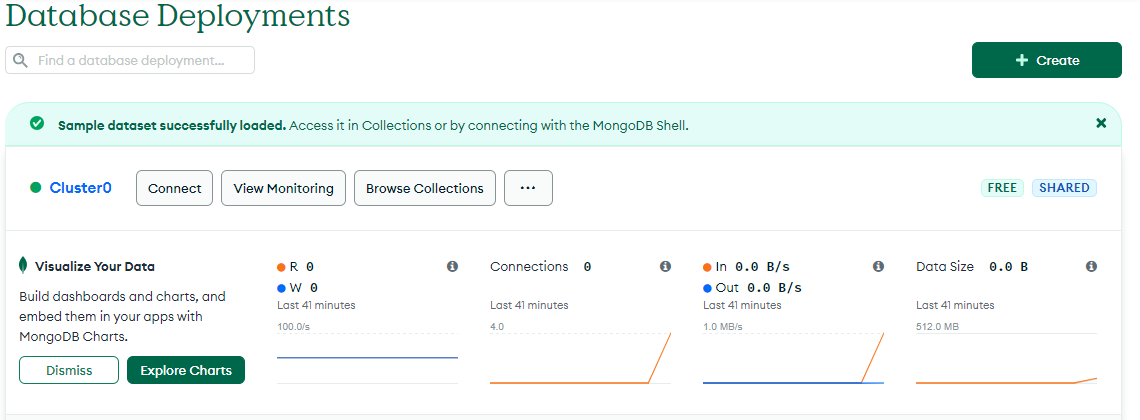 Database Deployments
Find a database deployment...
+ Create
Sample dataset successfully loaded. Access it in Collections or by connecting with the MongoDB Shell.
Cluster0
Connect
View Monitoring
Browse Collections
...
FREE
SHARED
Visualize Your Data
Build dashboards and charts, and
embed them in your apps with
MongoDB Charts.
Dismiss
Explore Charts
R 0
W 0
Last 41 minutes
100.0/s
Connections 0
Last 41 minutes
4.0
In 0.0 B/s
Out 0.0 B/s
Last 41 minutes
1.0 MB/s
Data Size 0.0 B
Last 41 minutes
512.0 MB